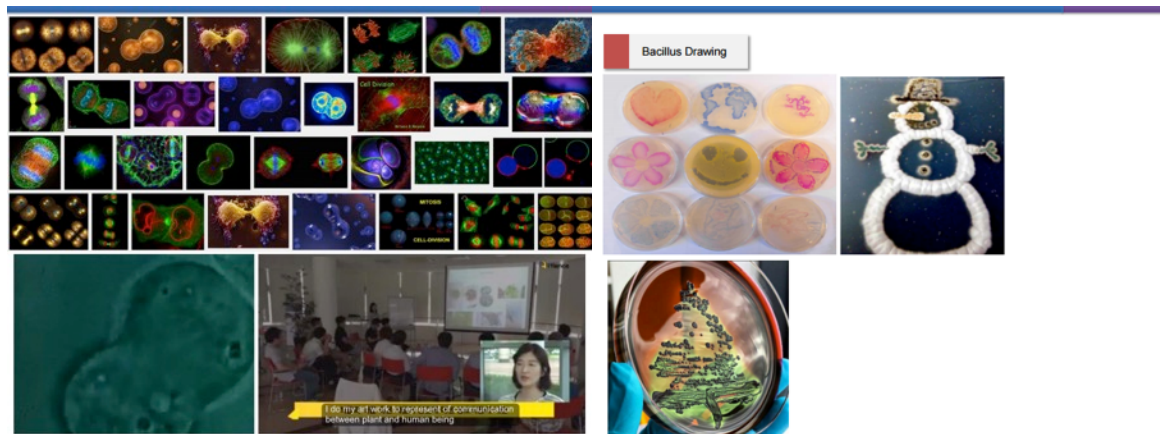 Cell Division
MITOSIS
CELL-DIVISION
I do my art work to represent of communication
between plant and human being
Bacillus Drawing